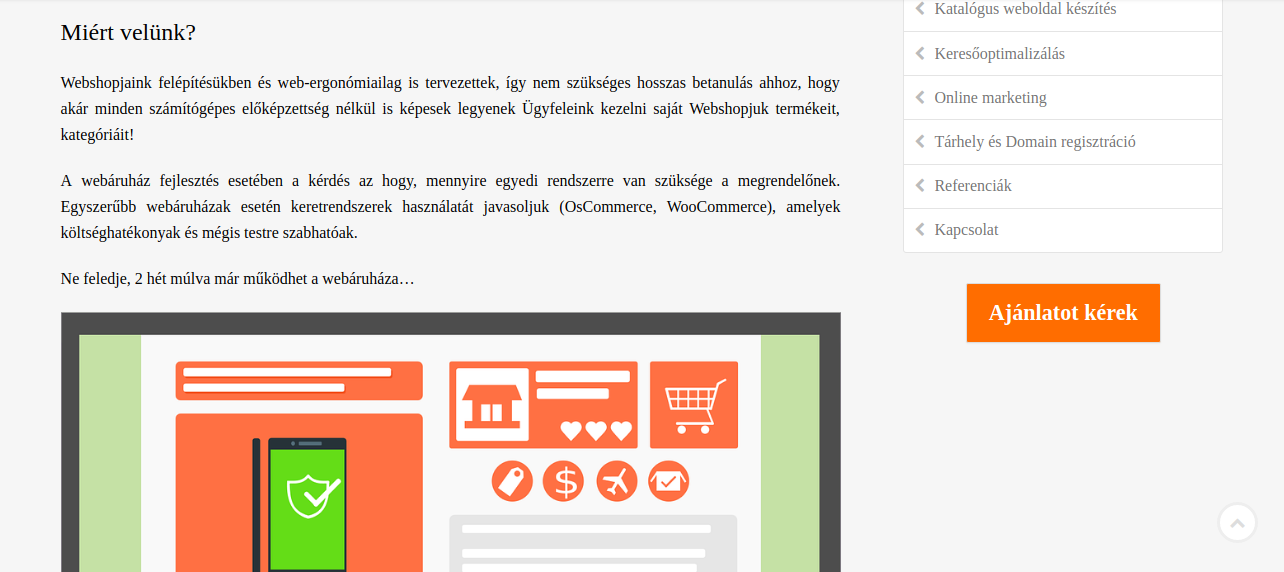 Miért velünk?
Webshopjaink felépítésükben és web-ergonómiailag is tervezettek, így nem szükséges hosszas betanulás ahhoz, hogy
akár minden számítógépes előképzettség nélkül is képesek legyenek Ügyfeleink kezelni saját Webshopjuk termékeit,
kategóriáit!
A webáruház fejlesztés esetében a kérdés az hogy, mennyire egyedi rendszerre van szüksége a megrendelőnek.
Egyszerűbb webáruházak esetén keretrendszerek használatát javasoljuk (OsCommerce, WooCommerce), amelyek
költséghatékonyak és mégis testre szabhatóak.
Ne feledje, 2 hét múlva már működhet a webáruháza…
$
Katalógus weboldal készítés
Keresőoptimalizálás
Online marketing
Tárhely és Domain regisztráció
Referenciák
Kapcsolat
Ajánlatot kérek